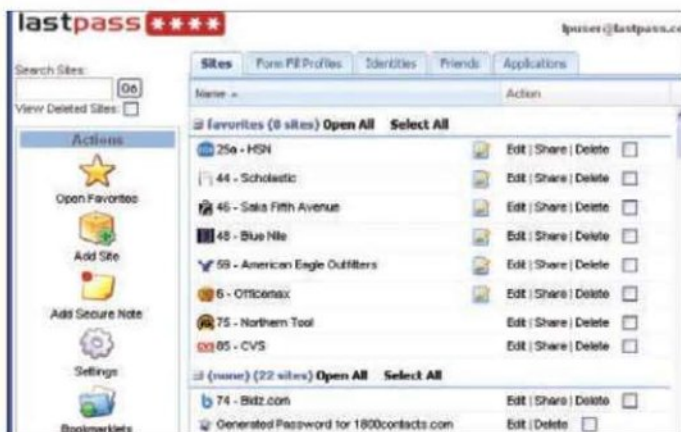 lastpass ****
lpuser@lastpass.co
Search Sites:
Go
View Deleted Sites:
Actions
Open Favorites
Add Site
Add Secure Note
Settings
Bookmarklets
Sites Form Fill Profiles Identities Friends Applications
Name Action
favorites (8 sites) Open All Select All
25a - HSN Edit | Share | Delete
44 - Scholastic Edit | Share | Delete
46 - Saks Fifth Avenue Edit | Share | Delete
48 - Blue Nile Edit | Share | Delete
59 - American Eagle Outfitters Edit | Share | Delete
6 - Officemax Edit | Share | Delete
75 - Northern Tool Edit | Share | Delete
CVS 85 - CVS Edit | Share | Delete
(none) (22 sites) Open All Select All
b 74 - Bidz.com Edit | Share | Delete
Generated Password for 1800contacts.com Edit | Delete